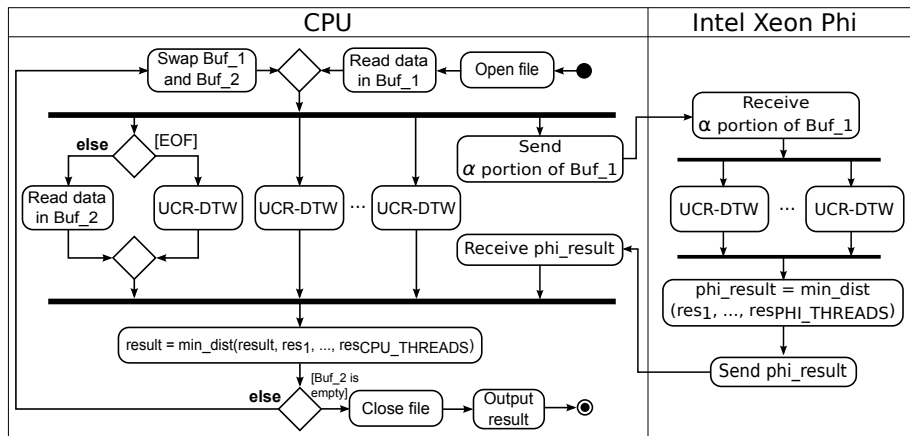 CPU
Intel Xeon Phi
Swap Buf_1
and Buf_2
Read data
in Buf_1
Open file
Receive
α portion of Buf_1
else
[EOF]
Send
α portion of Buf_1
Read data
in Buf_2
UCR-DTW
UCR-DTW
...
UCR-DTW
UCR-DTW
...
UCR-DTW
Receive phi_result
phi_result = min_dist
(res1, ..., resPHI_THREADS)
result = min_dist(result, res1, ..., resCPU_THREADS)
Send phi_result
else
[Buf_2 is
empty]
Close file
Output
result